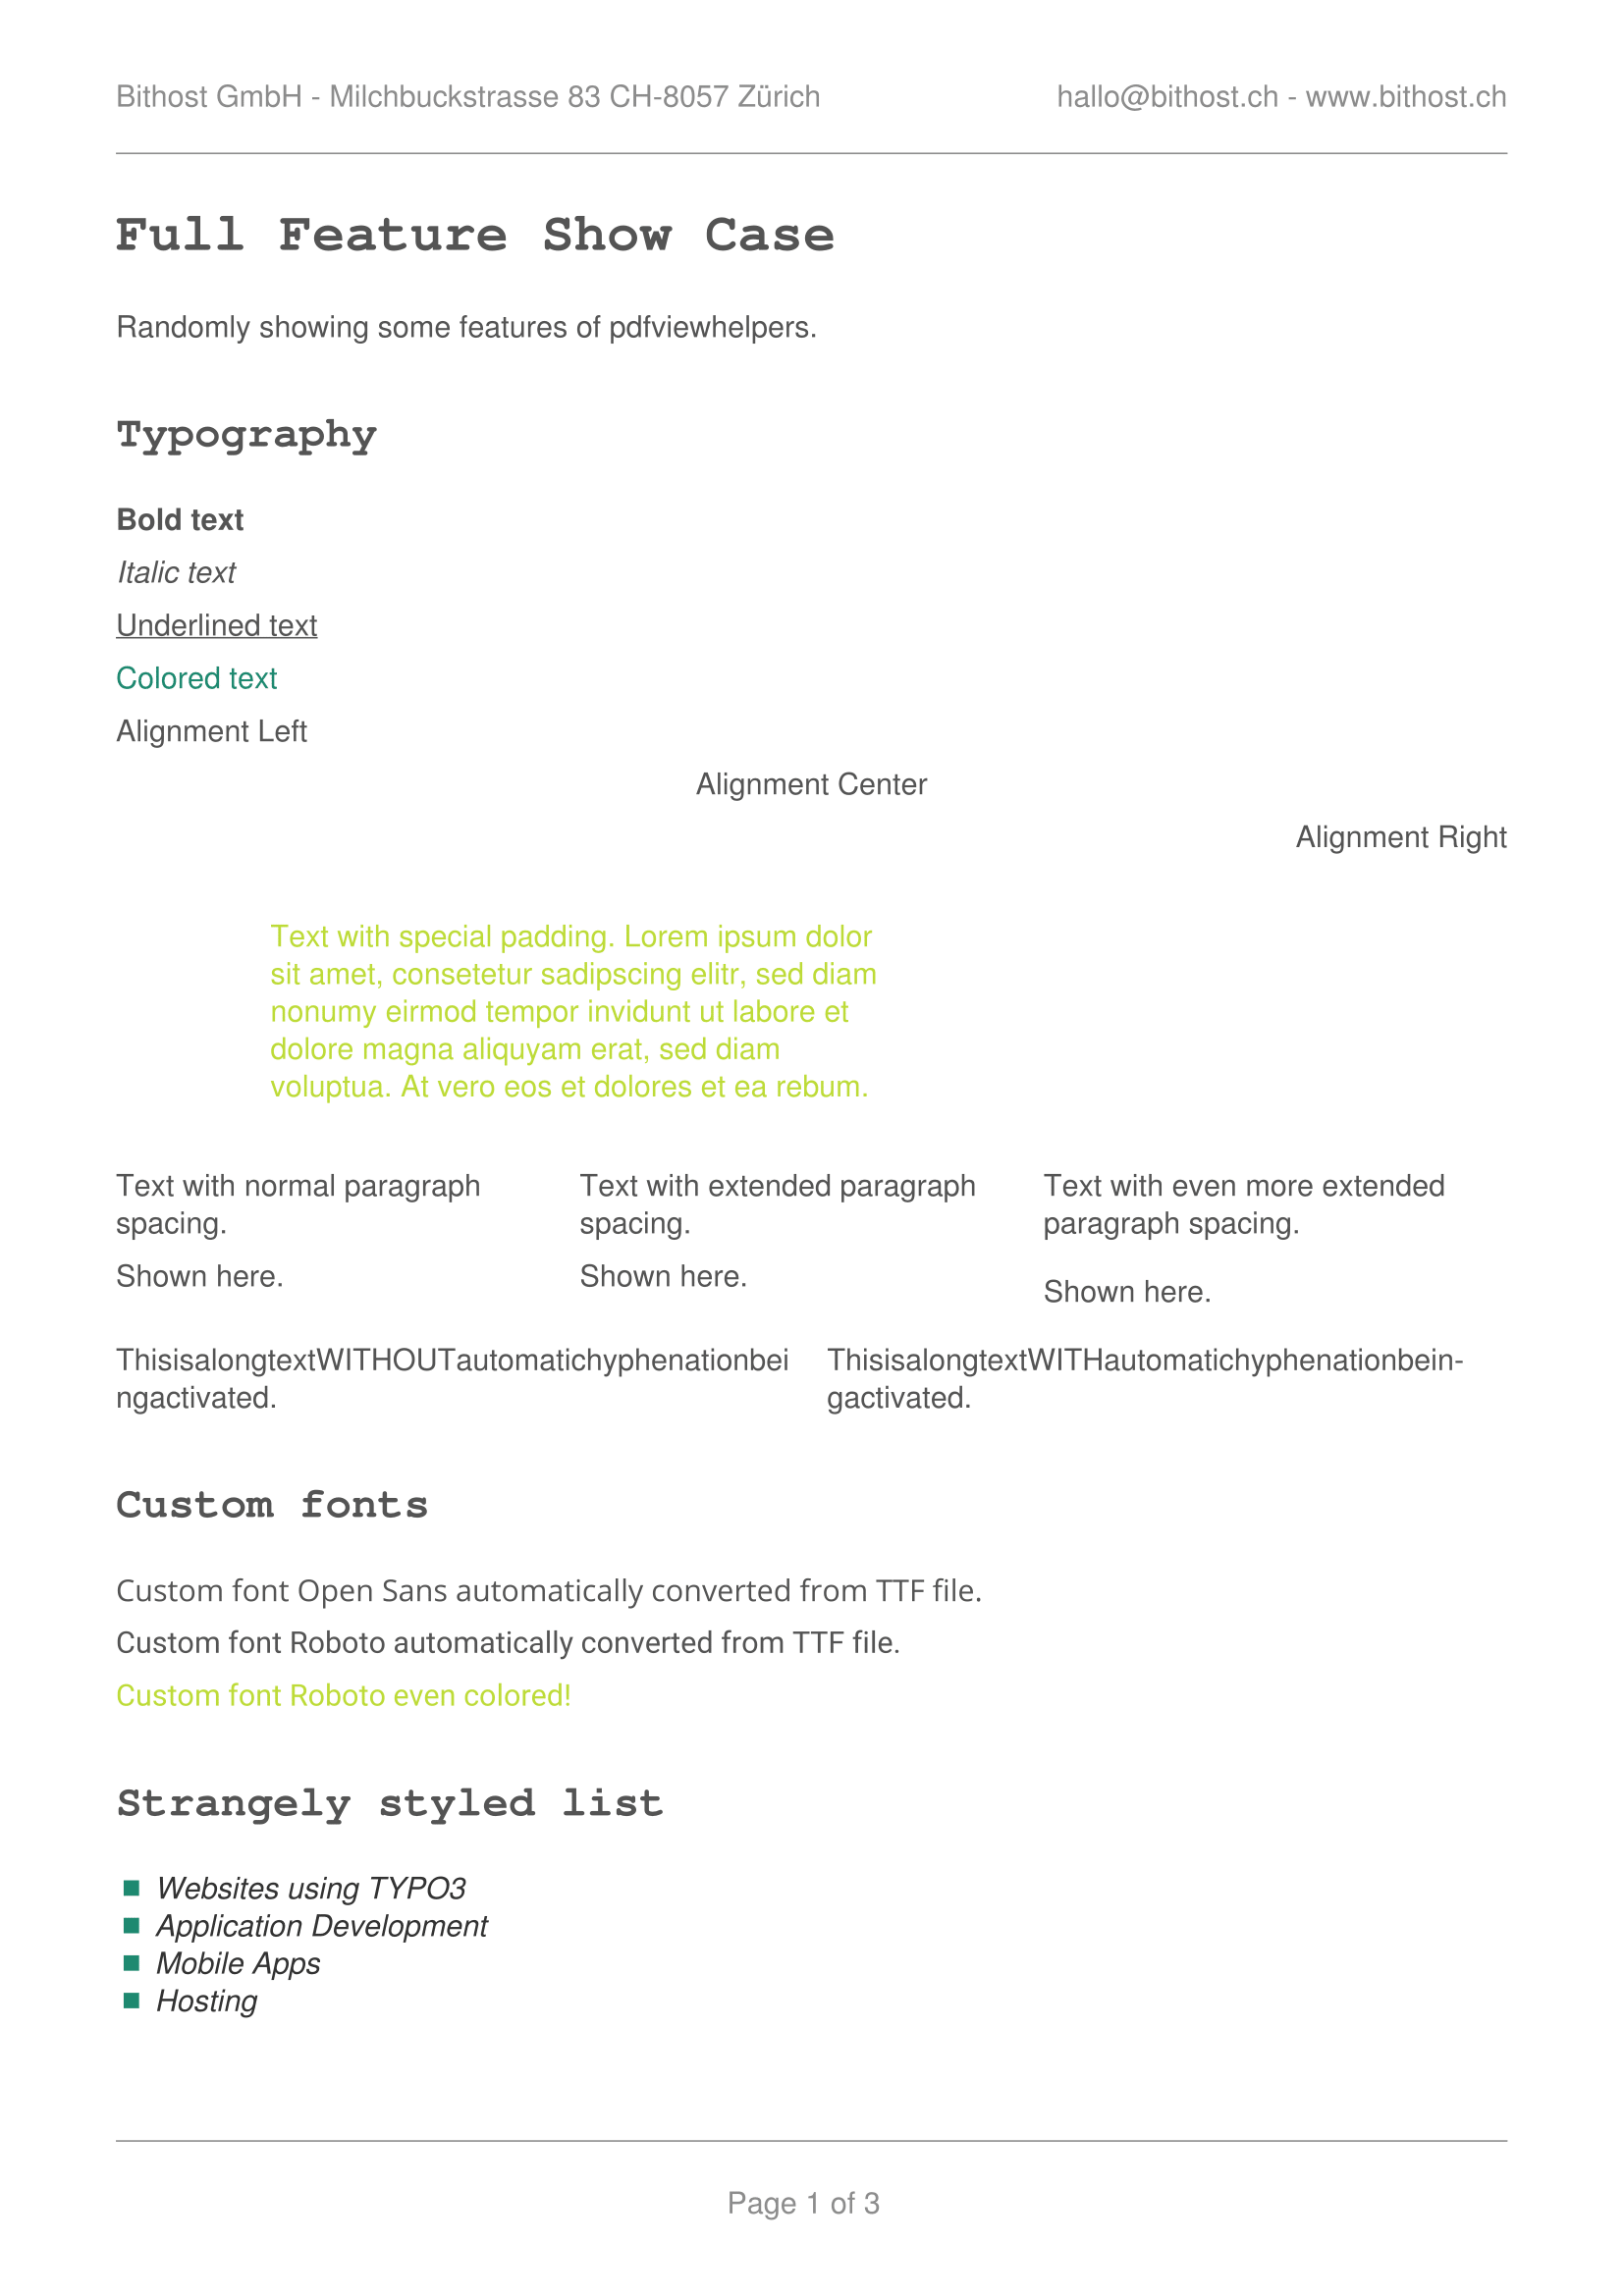 Bithost GmbH - Milchbuckstrasse 83 CH-8057 Zürich
hallo@bithost.ch - www.bithost.ch
Full Feature Show Case
Randomly showing some features of pdfviewhelpers.
Typography
Bold text
Italic text
Underlined text
Colored text
Alignment Left
Alignment Center
Alignment Right
Text with special padding. Lorem ipsum dolor
sit amet, consetetur sadipscing elitr, sed diam
nonumy eirmod tempor invidunt ut labore et
dolore magna aliquyam erat, sed diam
voluptua. At vero eos et dolores et ea rebum.
Text with normal paragraph
spacing.
Shown here.
Text with extended paragraph
spacing.
Shown here.
Text with even more extended
paragraph spacing.
Shown here.
ThisisalongtextWITHOUTautomatichyphenationbei
ngactivated.
ThisisalongtextWITHautomatichyphenationbein-
gactivated.
Custom fonts
Custom font Open Sans automatically converted from TTF file.
Custom font Roboto automatically converted from TTF file.
Custom font Roboto even colored!
Strangely styled list
Websites using TYPO3
Application Development
Mobile Apps
Hosting
Page 1 of 3